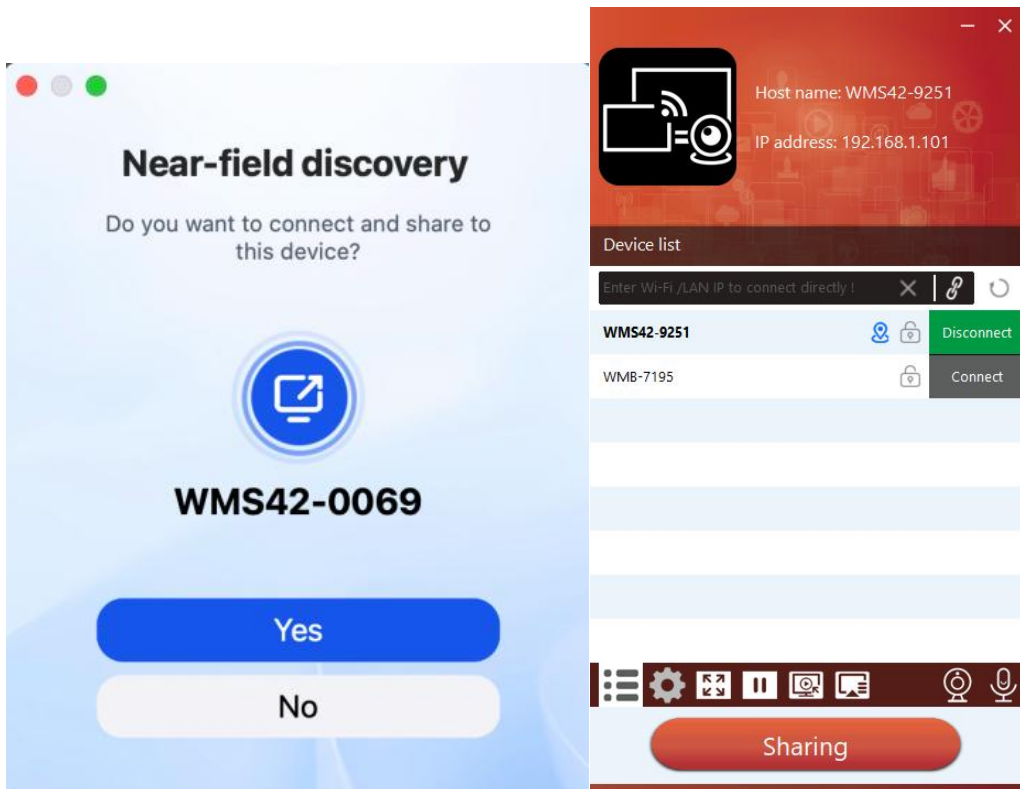 Near-field discovery
Do you want to connect and share to
this device?
WMS42-0069
Yes
No
Host name: WMS42-9251
IP address: 192.168.1.101
Device list
Enter Wi-Fi /LAN IP to connect directly !
WMS42-9251
Disconnect
WMB-7195
Connect
Sharing